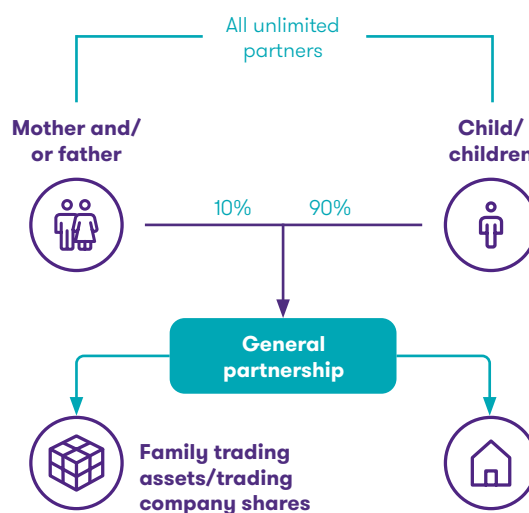 All unlimited
partners
Mother and/
or father
Child/
children
10%
90%
General
partnership
Family trading
assets/trading
company shares